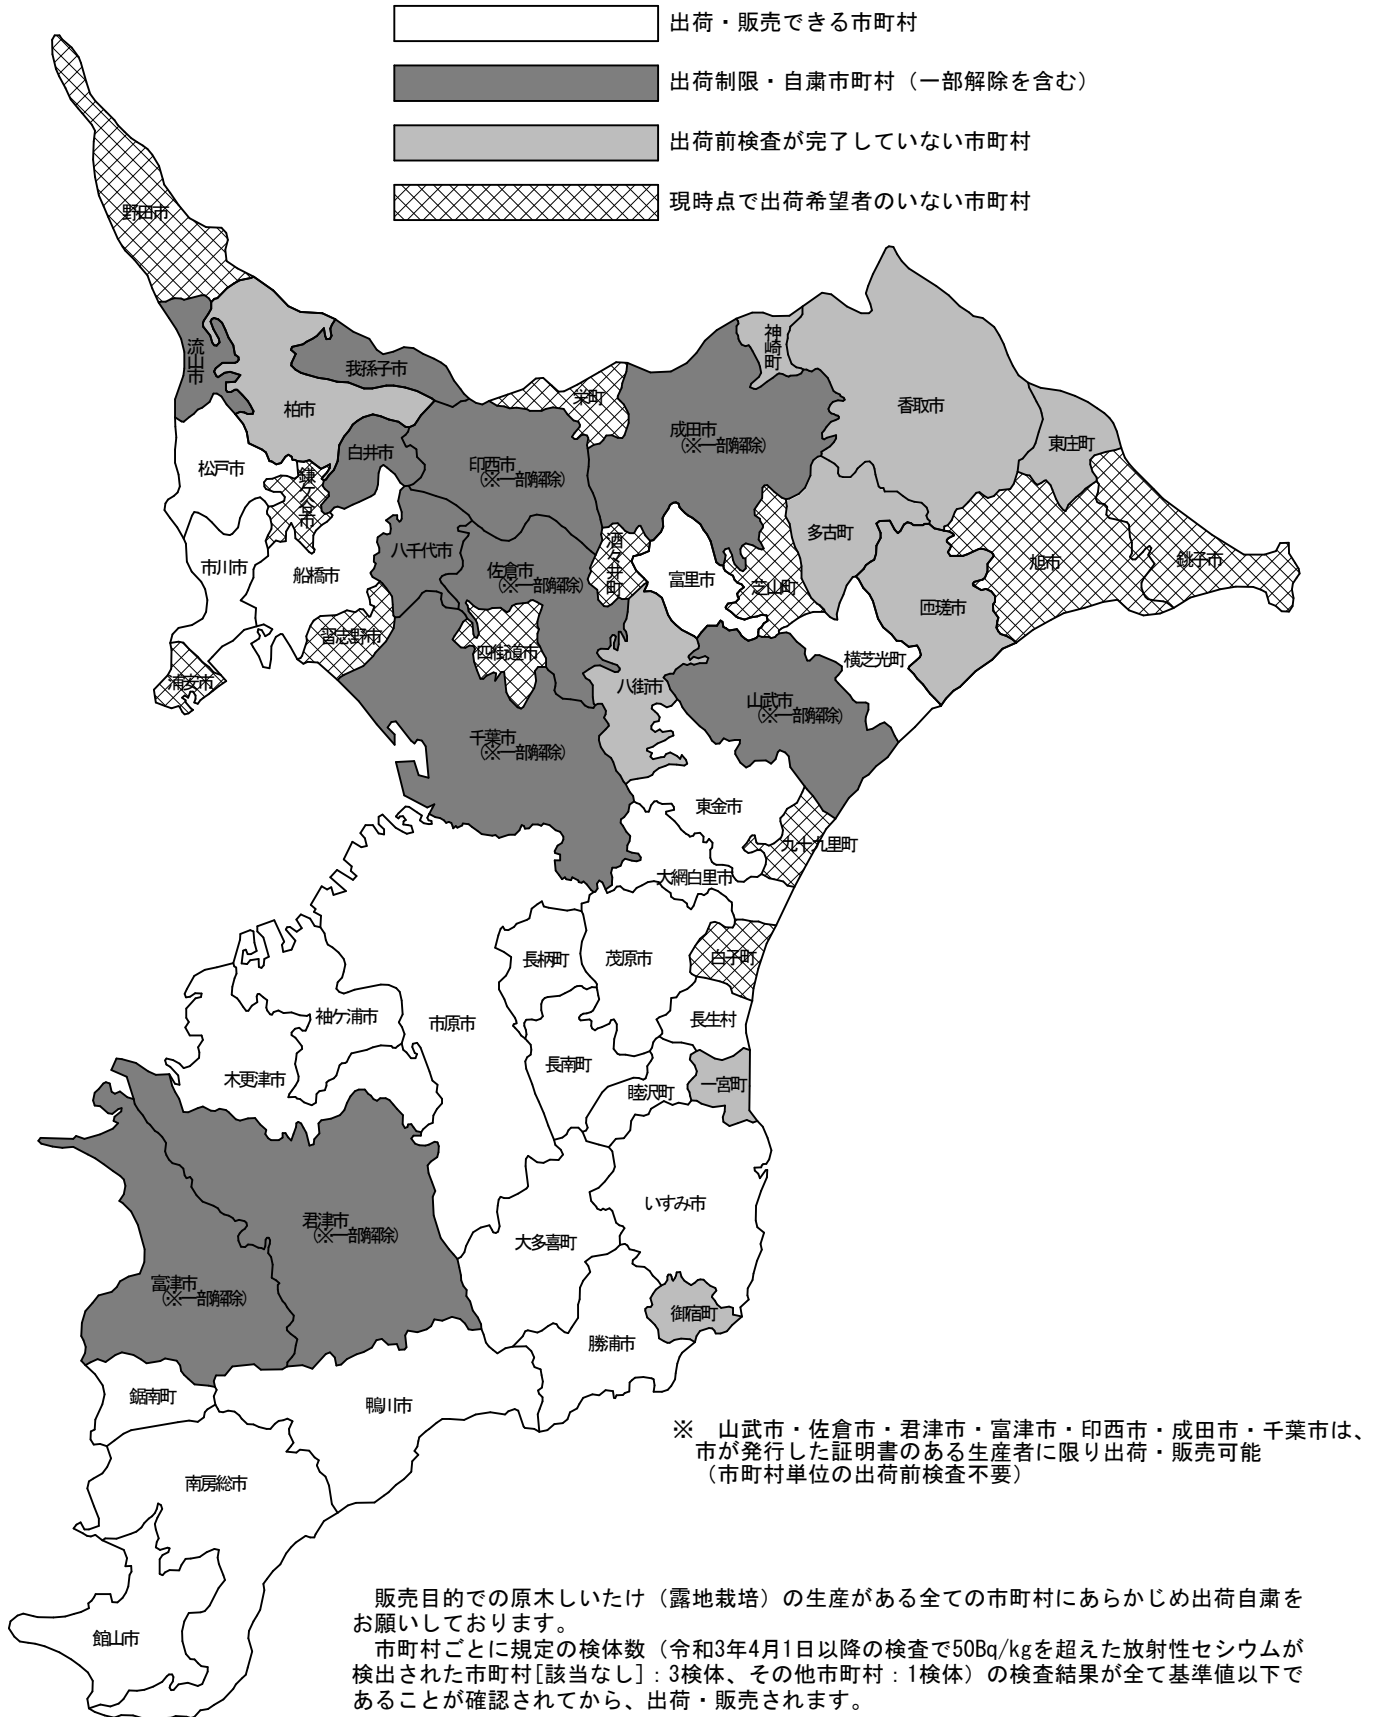 出荷・販売できる市町村
出荷制限・自粛市町村（一部解除を含む）
出荷前検査が完了していない市町村
現時点で出荷希望者のいない市町村
野田市
流山市
我孫子市
柏市
神崎町
香取市
栄町
成田市
（※一部解除）
東庄町
白井市
松戸市
印西市
（※一部解除）
鎌ケ谷市
多古町
八千代市
酒々井町
銚子市
旭市
市川市
船橋市
佐倉市
（※一部解除）
富里市
芝山町
匝瑳市
習志野市
四街道市
横芝光町
浦安市
八街市
山武市
（※一部解除）
千葉市
（※一部解除）
東金市
九十九里町
大網白里市
長柄町
茂原市
白子町
袖ケ浦市
市原市
長生村
長南町
木更津市
睦沢町
一宮町
いすみ市
君津市
（※一部解除）
大多喜町
富津市
（※一部解除）
御宿町
勝浦市
鋸南町
鴨川市
※　山武市・佐倉市・君津市・富津市・印西市・成田市・千葉市は、
市が発行した証明書のある生産者に限り出荷・販売可能
（市町村単位の出荷前検査不要）
南房総市
館山市
販売目的での原木しいたけ（露地栽培）の生産がある全ての市町村にあらかじめ出荷自粛を
お願いしております。
市町村ごとに規定の検体数（令和3年4月1日以降の検査で50Bq/kgを超えた放射性セシウムが
検出された市町村[該当なし]：3検体、その他市町村：1検体）の検査結果が全て基準値以下で
あることが確認されてから、出荷・販売されます。